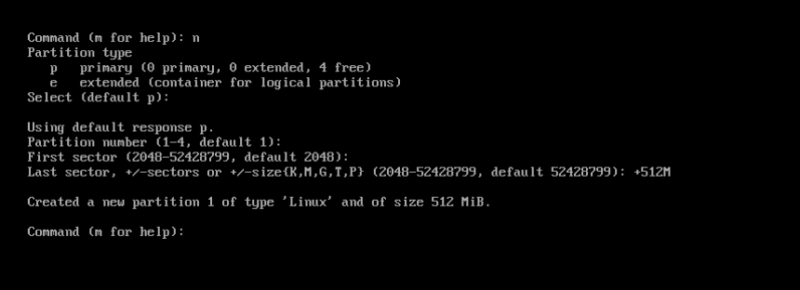 Command (m for help): n
Partition type
   p   primary (0 primary, 0 extended, 4 free)
   e   extended (container for logical partitions)
Select (default p):
Using default response p.
Partition number (1-4, default 1):
First sector (2048-52428799, default 2048):
Last sector, +/-sectors or +/-size{K,M,G,T,P} (2048-52428799, default 52428799): +512M
Created a new partition 1 of type 'Linux' and of size 512 MiB.
Command (m for help):